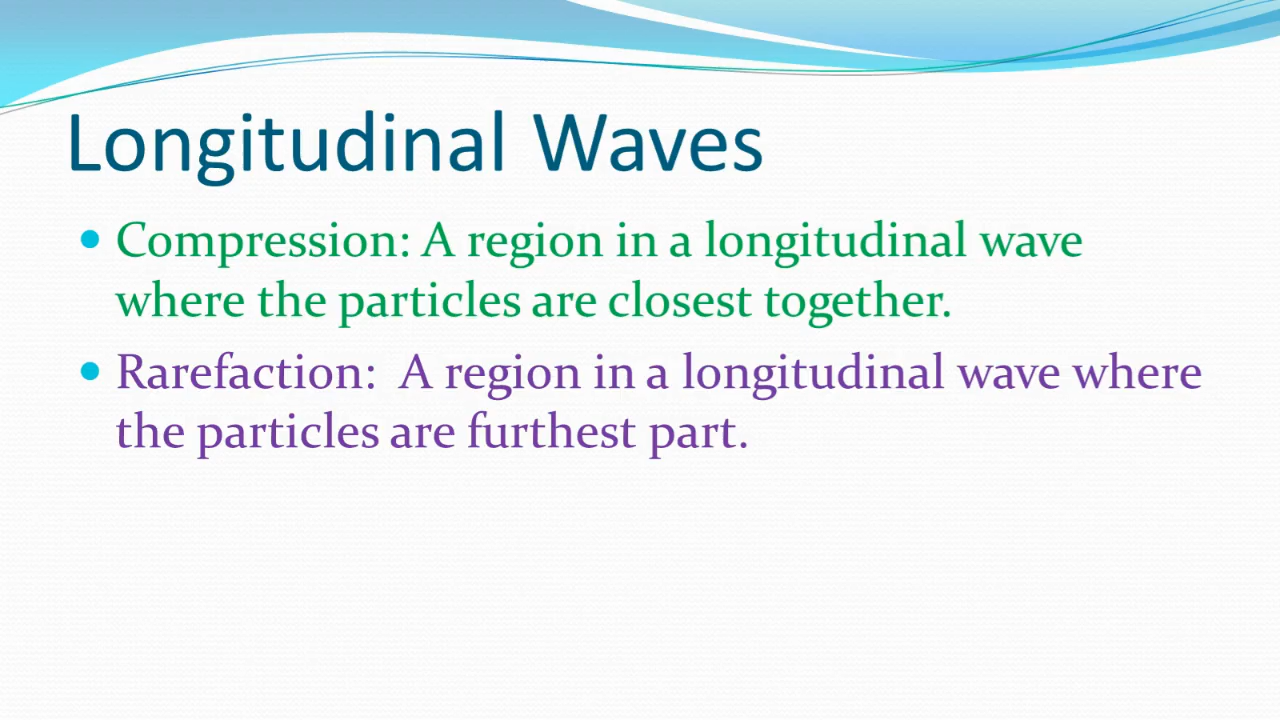 Longitudinal Waves
• Compression: A region in a longitudinal wave
where the particles are closest together.
• Rarefaction:  A region in a longitudinal wave where
the particles are furthest part.